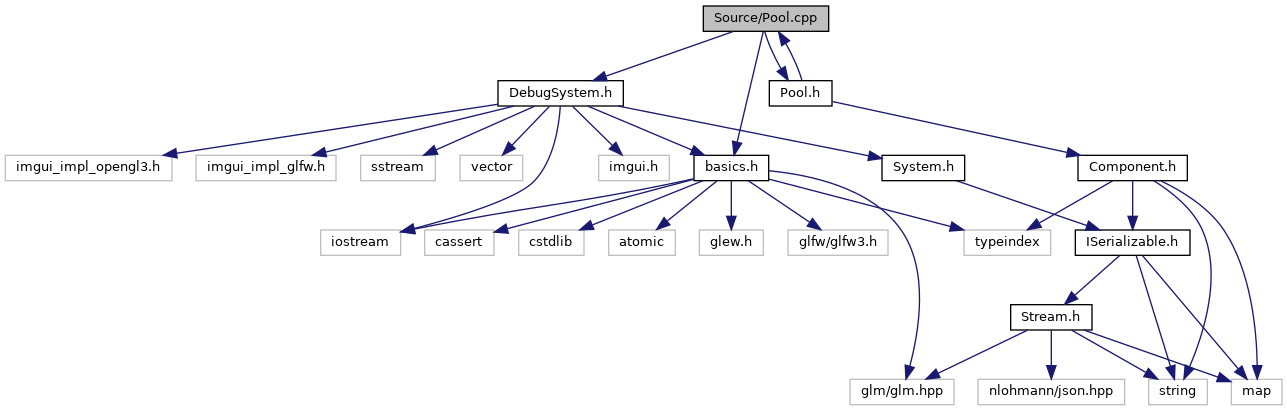 Source/Pool.cpp
DebugSystem.h
Pool.h
imgui_impl_opengl3.h
imgui_impl_glfw.h
sstream
vector
imgui.h
basics.h
System.h
Component.h
iostream
cassert
cstdlib
atomic
glew.h
glfw/glfw3.h
typeindex
ISerializable.h
Stream.h
glm/glm.hpp
nlohmann/json.hpp
string
map